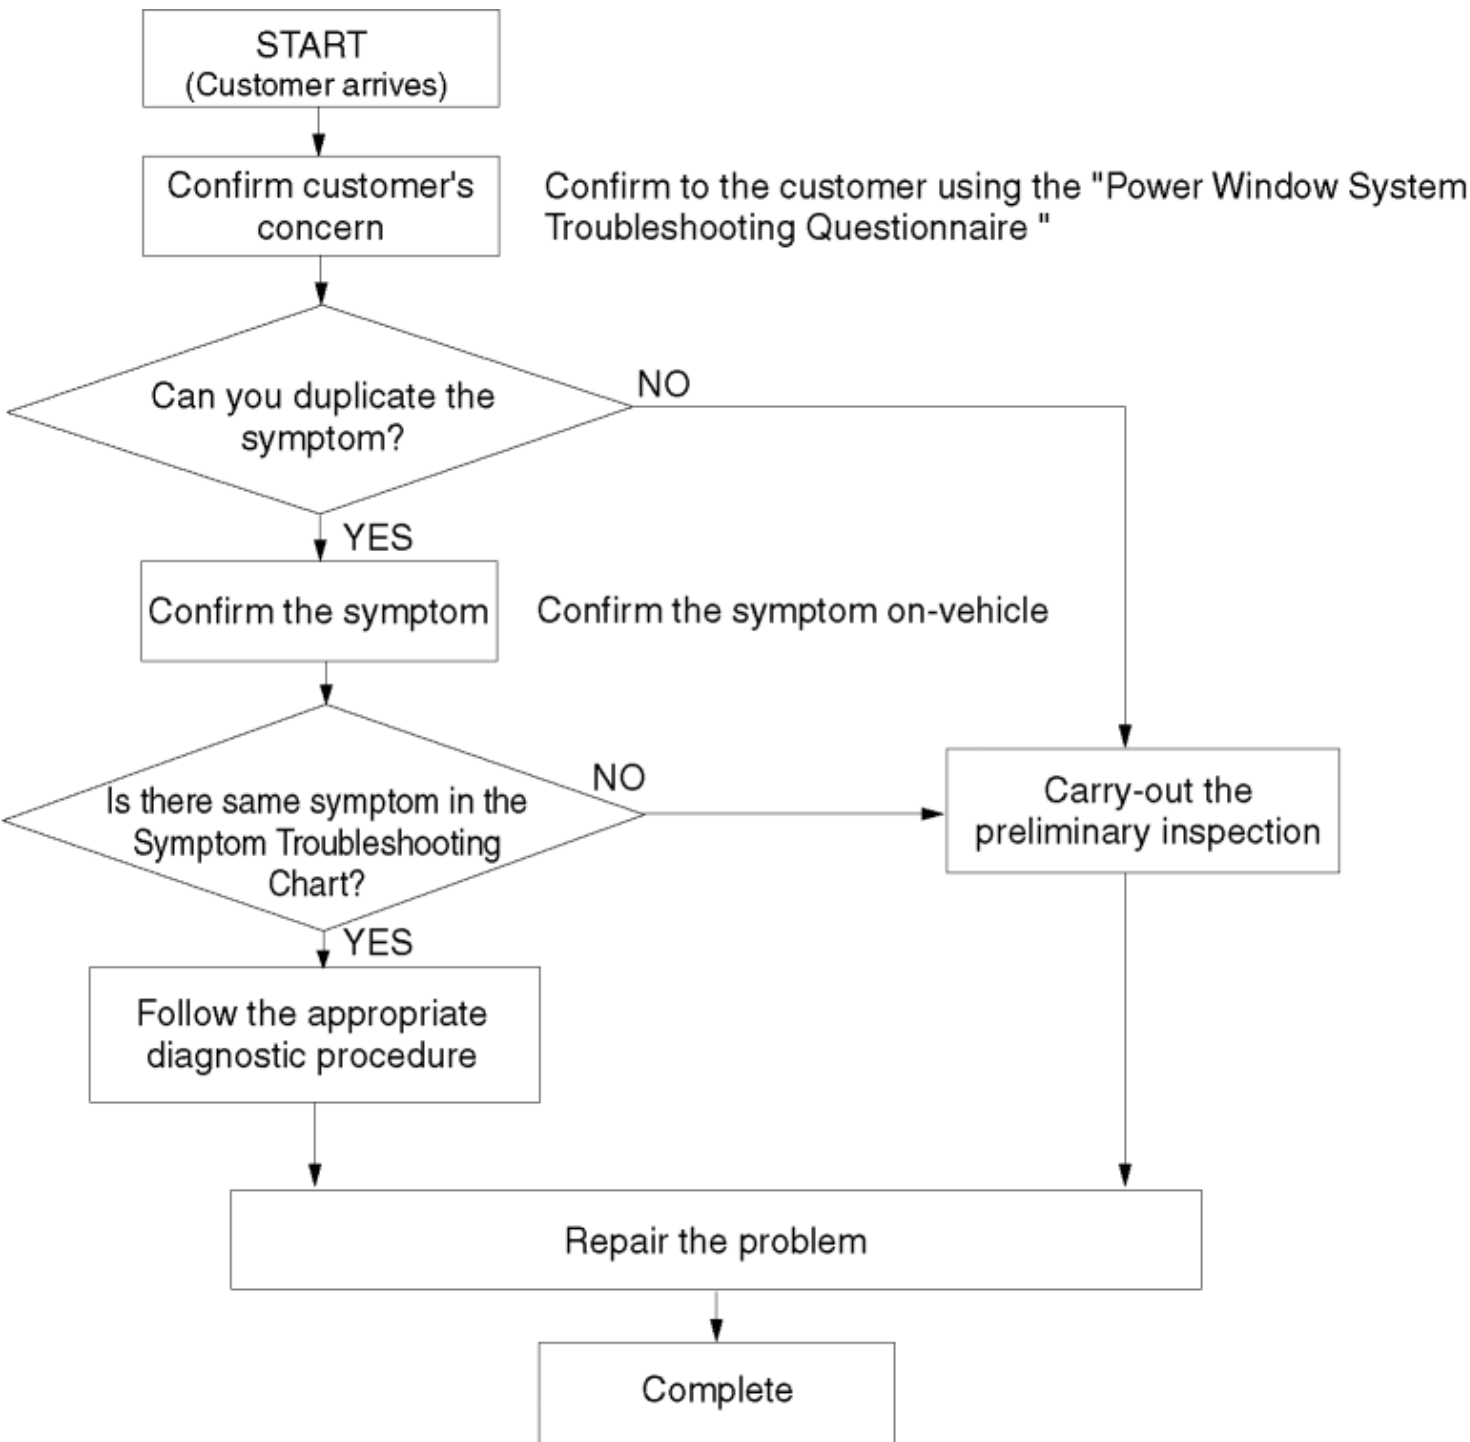 START
(Customer arrives)
Confirm customer's
concern
Confirm to the customer using the "Power Window System
Troubleshooting Questionnaire "
Can you duplicate the
symptom?
NO
YES
Confirm the symptom
Confirm the symptom on-vehicle
Is there same symptom in the
Symptom Troubleshooting
Chart?
NO
Carry-out the
preliminary inspection
YES
Follow the appropriate
diagnostic procedure
Repair the problem
Complete